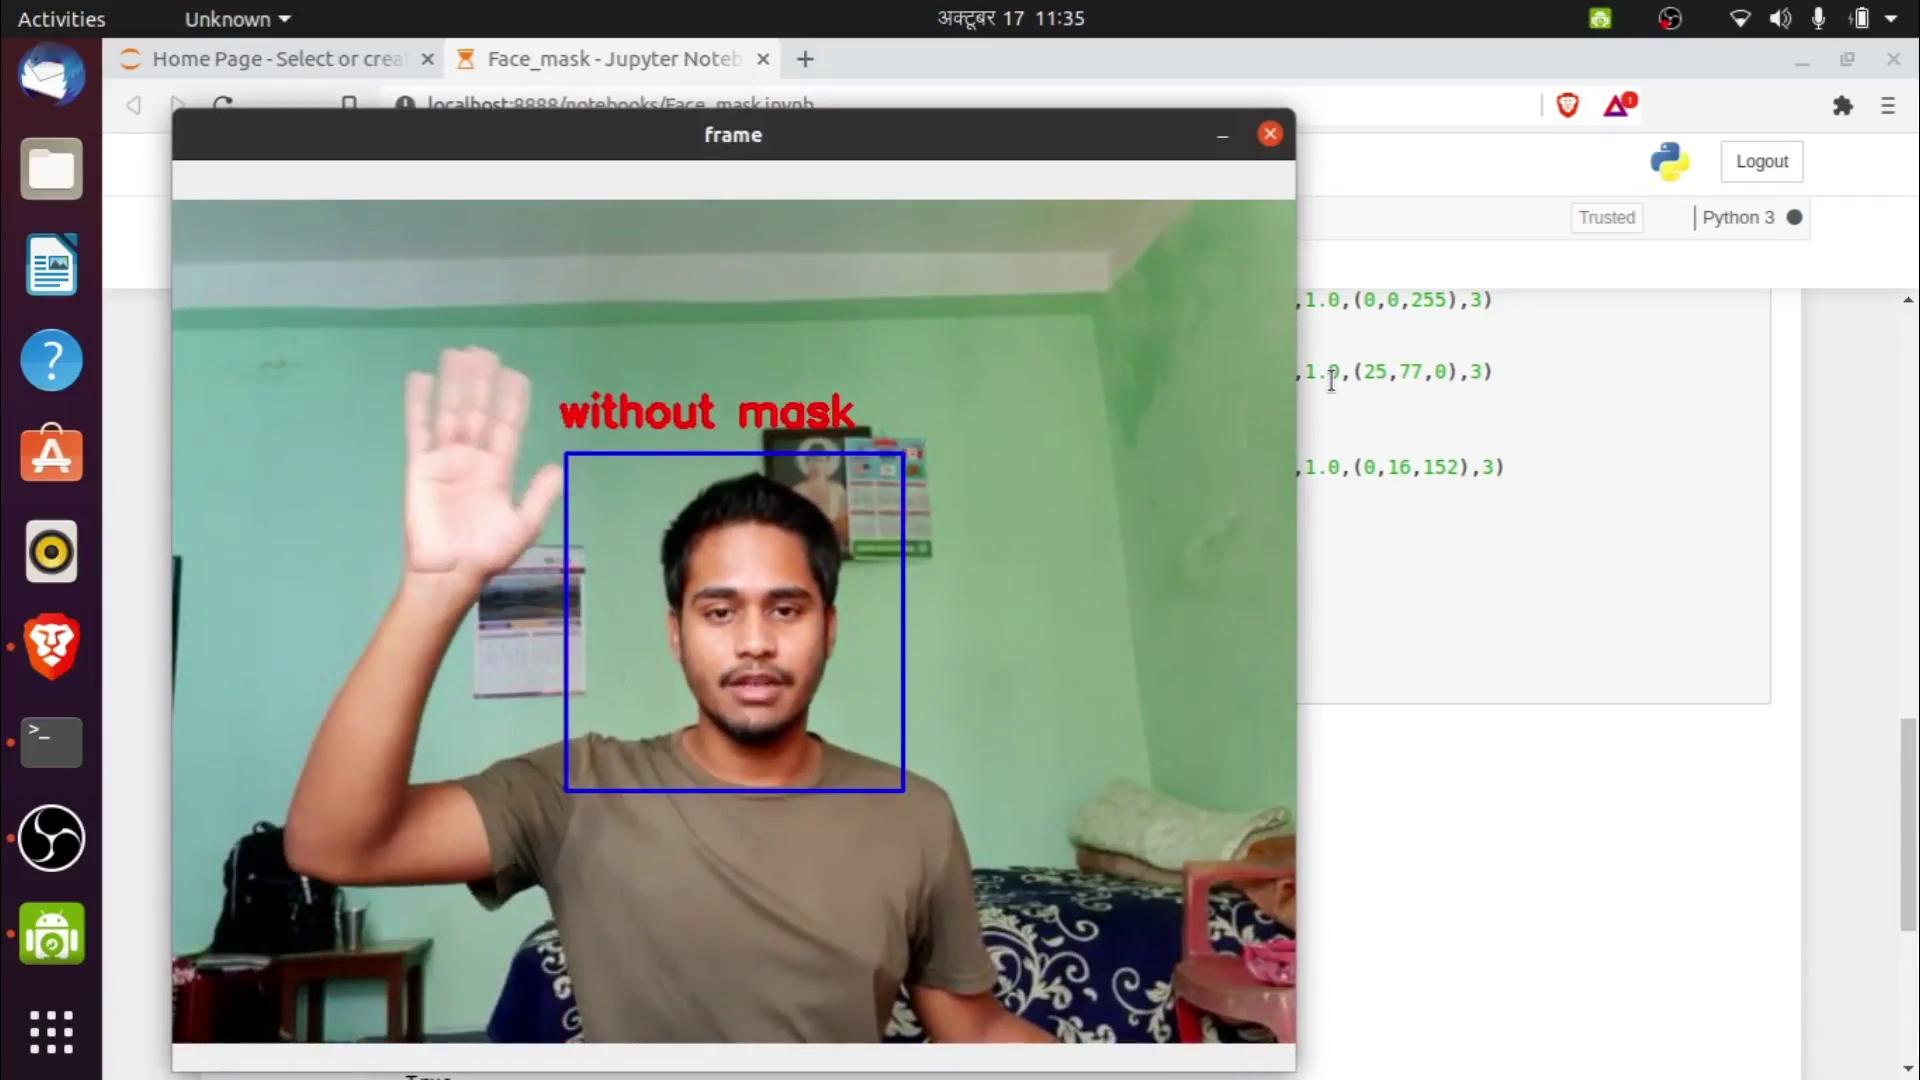 Activities
Unknown
अक्टूबर 17 11:35
Home Page - Select or crea
Face_mask - Jupyter Noteb
localhost:8888/notebooks/Face_mask.ipynb
1
frame
Logout
Trusted
Python 3
,1.0,(0,0,255),3)
,1.0,(25,77,0),3)
,1.0,(0,16,152),3)
without mask
True